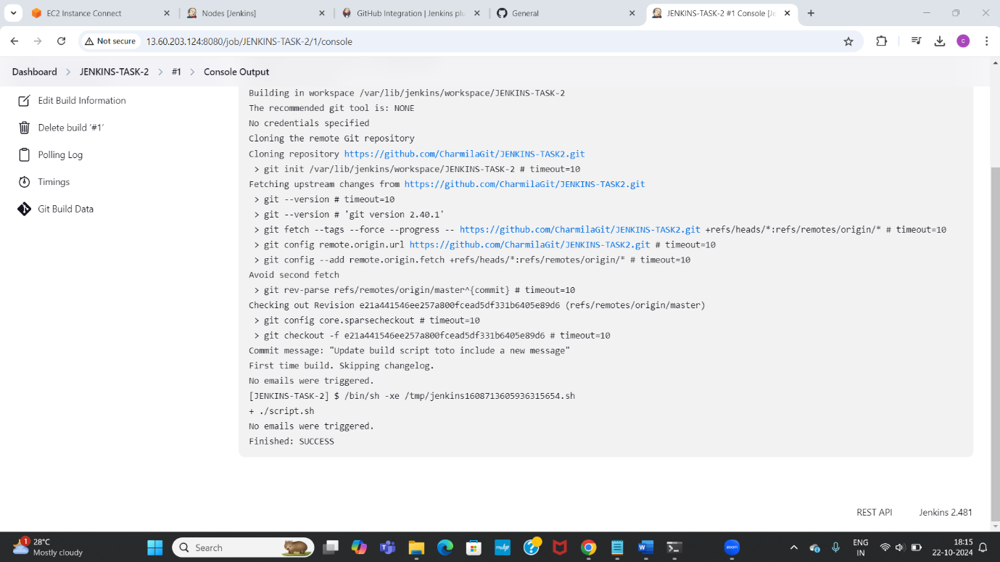 EC2 Instance Connect
Nodes [Jenkins]
GitHub Integration | Jenkins plu
General
JENKINS-TASK-2 #1 Console [Je
Not secure
13.60.203.124:8080/job/JENKINS-TASK-2/1/console
c
Dashboard
JENKINS-TASK-2
#1
Console Output
Edit Build Information
Delete build ‘#1’
Polling Log
Timings
Git Build Data
Building in workspace /var/lib/jenkins/workspace/JENKINS-TASK-2
The recommended git tool is: NONE
No credentials specified
Cloning the remote Git repository
Cloning repository https://github.com/CharmilaGit/JENKINS-TASK2.git
> git init /var/lib/jenkins/workspace/JENKINS-TASK-2 # timeout=10
Fetching upstream changes from https://github.com/CharmilaGit/JENKINS-TASK2.git
> git --version # timeout=10
> git --version # 'git version 2.40.1'
> git fetch --tags --force --progress -- https://github.com/CharmilaGit/JENKINS-TASK2.git +refs/heads/*:refs/remotes/origin/* # timeout=10
> git config remote.origin.url https://github.com/CharmilaGit/JENKINS-TASK2.git # timeout=10
> git config --add remote.origin.fetch +refs/heads/*:refs/remotes/origin/* # timeout=10
Avoid second fetch
> git rev-parse refs/remotes/origin/master^{commit} # timeout=10
Checking out Revision e21a441546ee257a800fcead5df331b6405e89d6 (refs/remotes/origin/master)
> git config core.sparsecheckout # timeout=10
> git checkout -f e21a441546ee257a800fcead5df331b6405e89d6 # timeout=10
Commit message: "Update build script toto include a new message"
First time build. Skipping changelog.
No emails were triggered.
[JENKINS-TASK-2] $ /bin/sh -xe /tmp/jenkins1608713605936315654.sh
+ ./script.sh
No emails were triggered.
Finished: SUCCESS
REST API
Jenkins 2.481
1
28°C
Mostly cloudy
Search
myhp
zoom
ENG
IN
18:15
22-10-2024